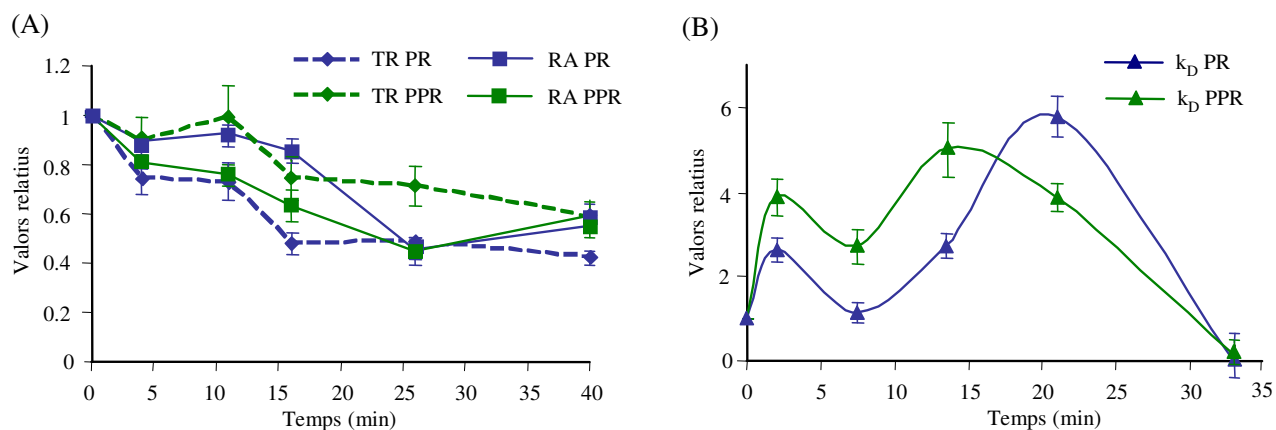 (A)
TR PR
RA PR
TR PPR
RA PPR
1.2
1
0.8
0.6
0.4
0.2
0
Valors relatius
0 5 10 15 20 25 30 35 40
Temps (min)
(B)
k_D PR
k_D PPR
6
4
2
0
Valors relatius
0 5 10 15 20 25 30 35
Temps (min)